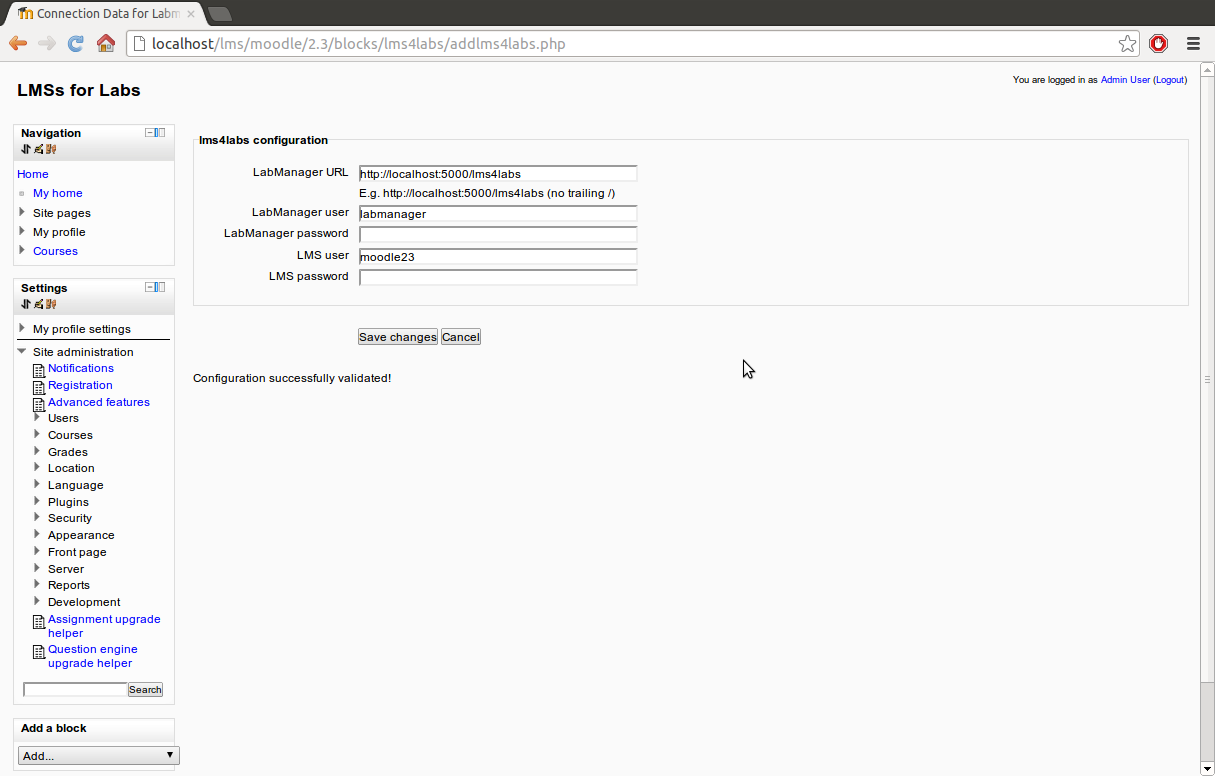 Connection Data for Labm
localhost/lms/moodle/2.3/blocks/lms4labs/addlms4labs.php
You are logged in as Admin User (Logout)
LMSs for Labs
Navigation
Home
My home
Site pages
My profile
Courses
Settings
My profile settings
Site administration
Notifications
Registration
Advanced features
Users
Courses
Grades
Location
Language
Plugins
Security
Appearance
Front page
Server
Reports
Development
Assignment upgrade
helper
Question engine
upgrade helper
Search
Add a block
Add...
lms4labs configuration
LabManager URL http://localhost:5000/lms4labs
E.g. http://localhost:5000/lms4labs (no trailing /)
LabManager user labmanager
LabManager password
LMS user moodle23
LMS password
Save changes Cancel
Configuration successfully validated!